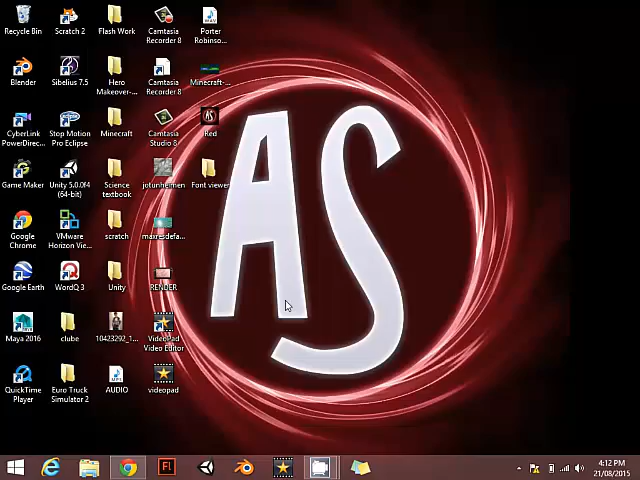 Recycle Bin
Scratch 2
Flash Work
Camtasia
Recorder 8
Porter
Robinso...
Blender
Sibelius 7.5
Hero
Makeover-...
Camtasia
Recorder 8
Minecraft-...
CyberLink
PowerDirec...
Stop Motion
Pro Eclipse
Minecraft
Camtasia
Studio 8
Red
Game Maker
Unity 5.0.0f4
(64-bit)
Science
textbook
jotunheimen
Font viewer
Google
Chrome
VMware
Horizon Vie...
scratch
maxresdefa...
Google Earth
WordQ 3
Unity
RENDER
Maya 2016
clube
10423292_1...
VideoPad
Video Editor
QuickTime
Player
Euro Truck
Simulator 2
AUDIO
videopad
AS
Fl
4:12 PM
21/08/2015